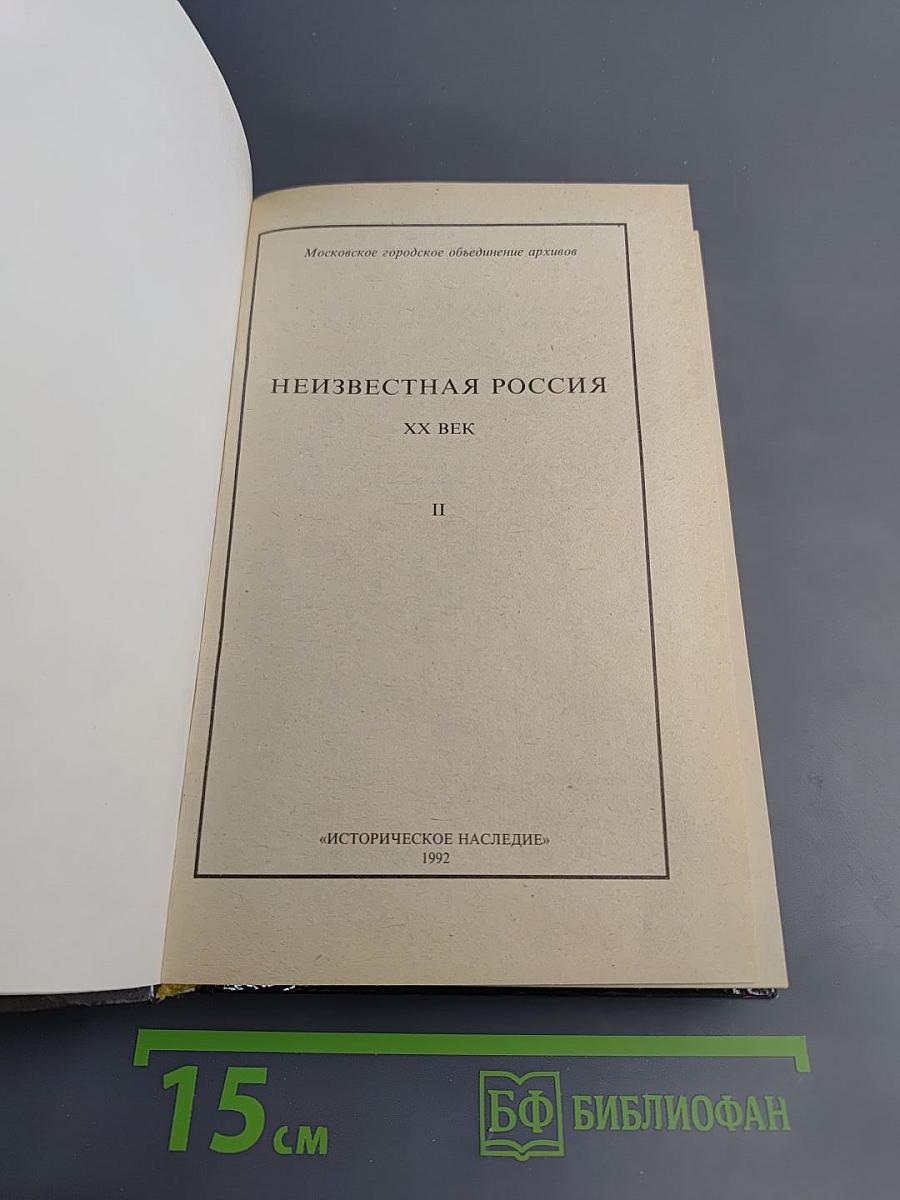 Московское городское объединение архивов
НЕИЗВЕСТНАЯ РОССИЯ
XX ВЕК
II
«ИСТОРИЧЕСКОЕ НАСЛЕДИЕ»
1992
15 см
БФ БИБЛИОФАН